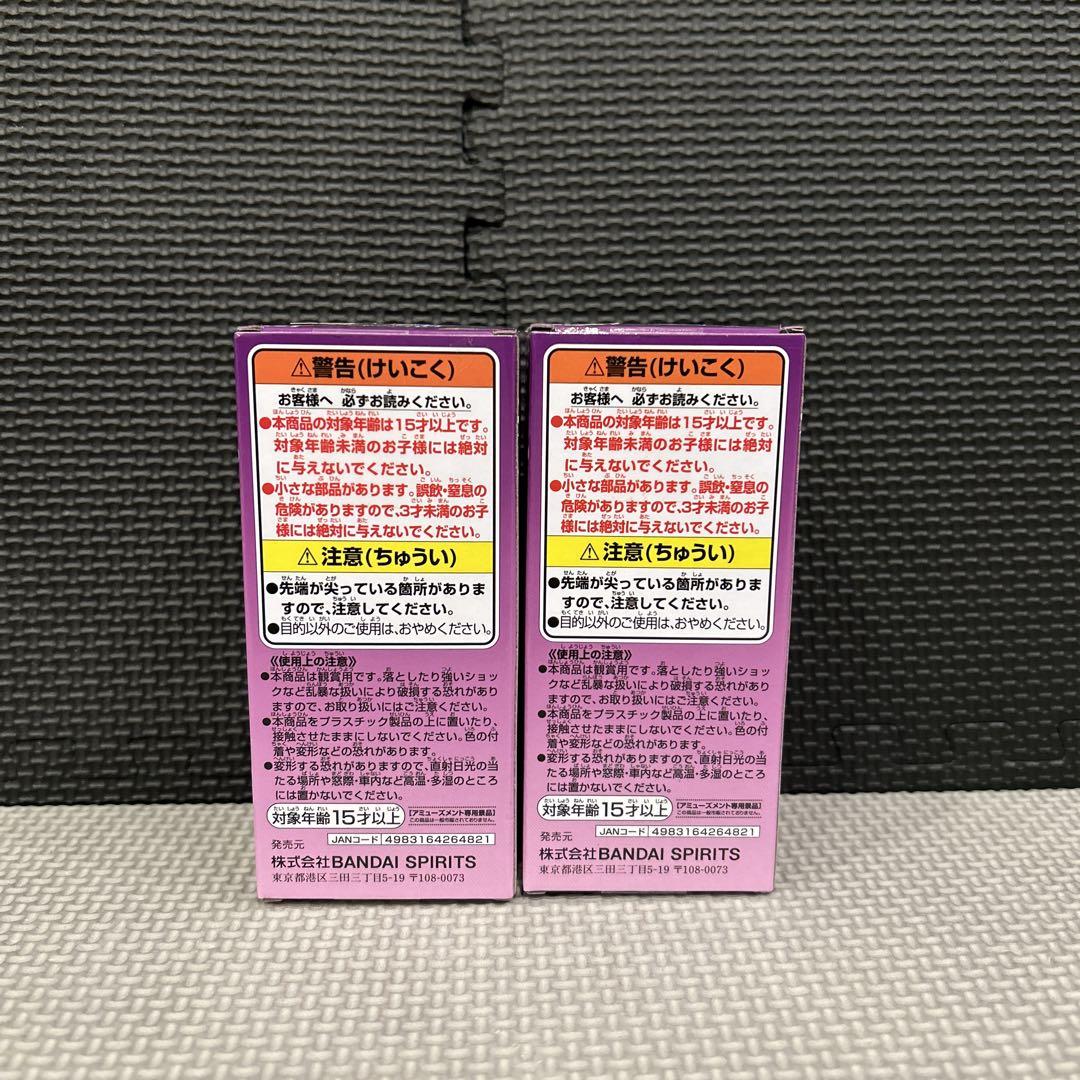 ⚠警告(けいこく)
お客様へ 必ずお読みください。
●本商品の対象年齢は15才以上です。
対象年齢未満のお子様には絶対
に与えないでください。
●小さな部品があります。誤飲・窒息の
危険がありますので、3才未満のお子
様には絶対に与えないでください。
⚠注意(ちゅうい)
●先端が尖っている箇所がありま
すので、注意してください。
●目的以外のご使用は、おやめください。
《使用上の注意》
●本商品は観賞用です。落としたり強いショッ
クなど乱暴な扱いにより破損する恐れがあり
ますので、お取り扱いにはご注意ください。
●本商品をプラスチック製品の上に置いたり、
接触させたままにしないでください。色の付
着や変形などの恐れがあります。
●変形する恐れがありますので、直射日光の当
たる場所や窓際・車内など高温・多湿のところ
には置かないでください。
対象年齢15才以上
[アミューズメント専用景品]
この商品は一般市販されておりません。
発売元
JANコード 4983164264821
株式会社BANDAI SPIRITS
東京都港区三田三丁目5-19 〒108-0073
⚠警告(けいこく)
お客様へ 必ずお読みください。
●本商品の対象年齢は15才以上です。
対象年齢未満のお子様には絶対
に与えないでください。
●小さな部品があります。誤飲・窒息の
危険がありますので、3才未満のお子
様には絶対に与えないでください。
⚠注意(ちゅうい)
●先端が尖っている箇所がありま
すので、注意してください。
●目的以外のご使用は、おやめください。
《使用上の注意》
●本商品は観賞用です。落としたり強いショッ
クなど乱暴な扱いにより破損する恐れがあり
ますので、お取り扱いにはご注意ください。
●本商品をプラスチック製品の上に置いたり、
接触させたままにしないでください。色の付
着や変形などの恐れがあります。
●変形する恐れがありますので、直射日光の当
たる場所や窓際・車内など高温・多湿のところ
には置かないでください。
対象年齢15才以上
[アミューズメント専用景品]
この商品は一般市販されておりません。
発売元
JANコード 4983164264821
株式会社BANDAI SPIRITS
東京都港区三田三丁目5-19 〒108-0073